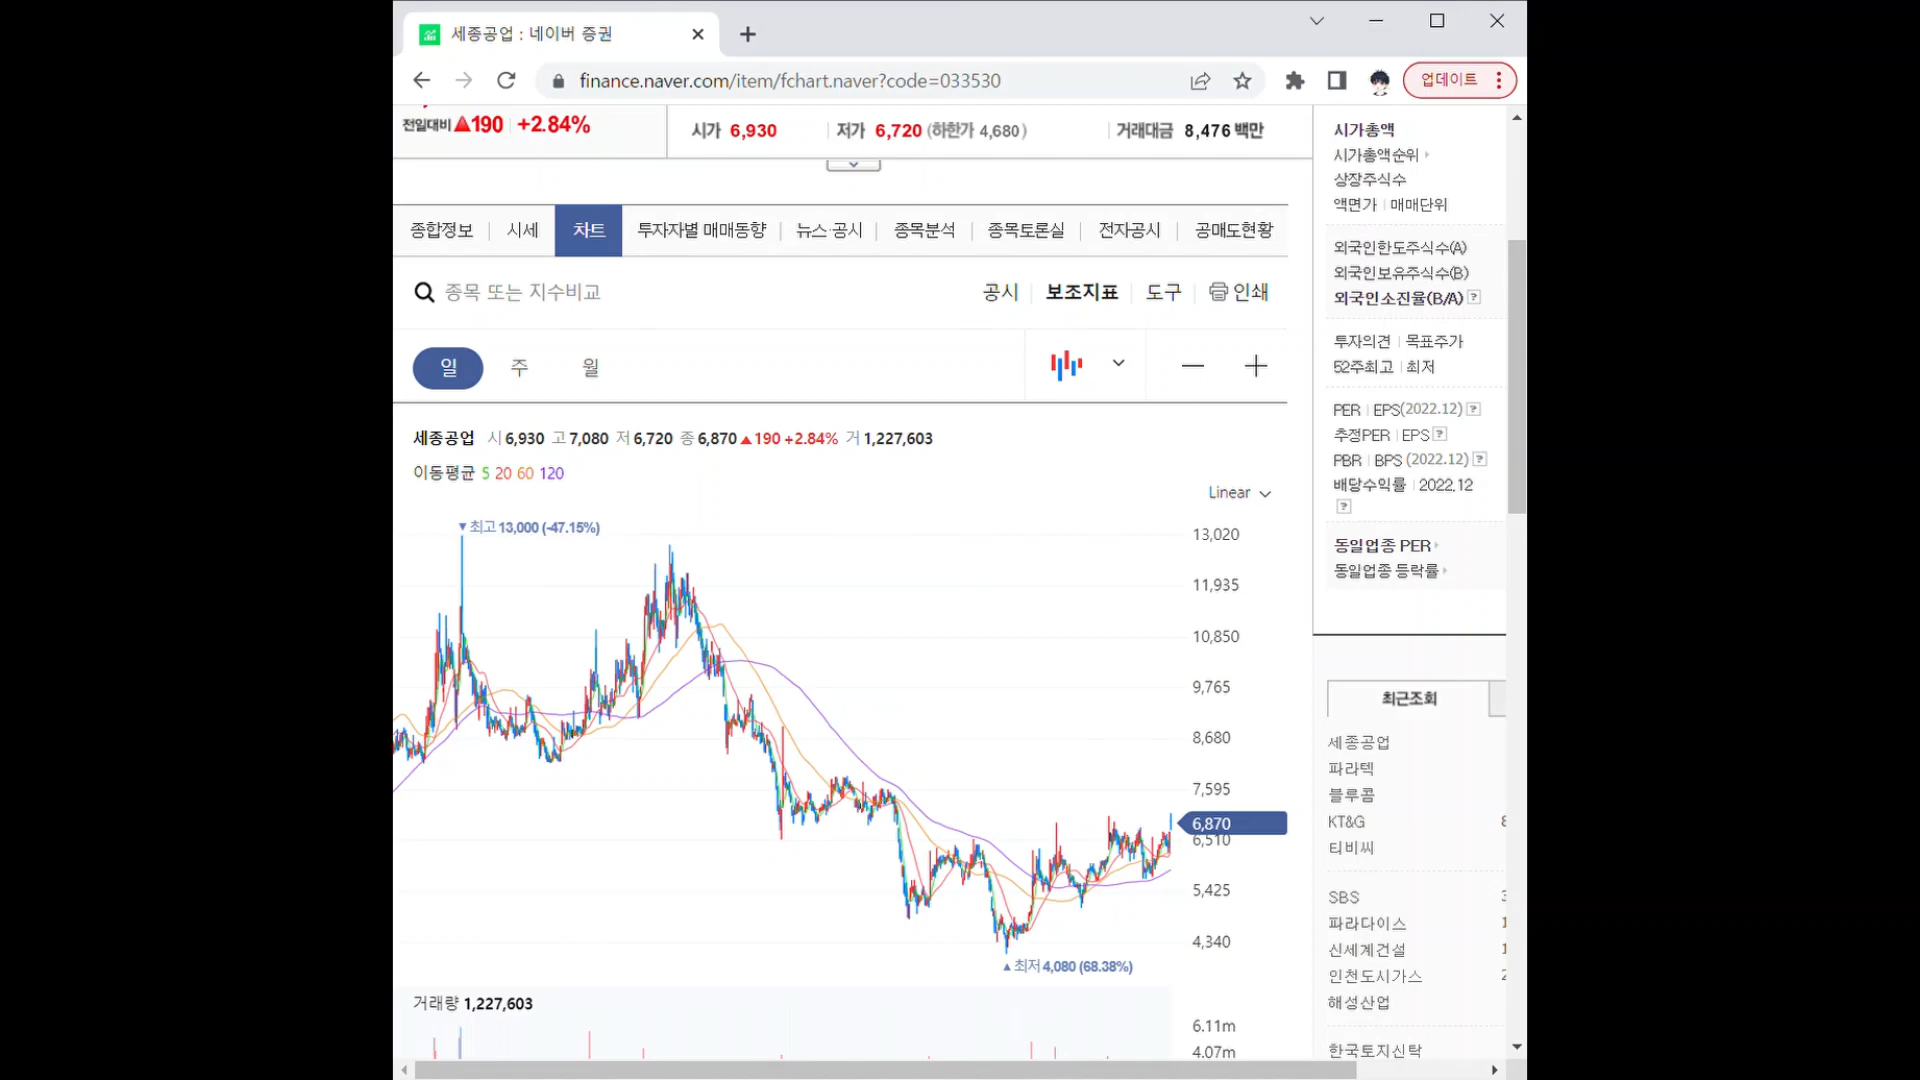 세종공업 : 네이버 증권
finance.naver.com/item/fchart.naver?code=033530
업데이트
전일대비 ▲190 +2.84%
시가 6,930 저가 6,720 (하한가 4,680) 거래대금 8,476 백만
종합정보 시세 차트 투자자별 매매동향 뉴스·공시 종목분석 종목토론실 전자공시 공매도현황
종목 또는 지수비교
공시 보조지표 도구 인쇄
일 주 월
세종공업 시 6,930 고 7,080 저 6,720 종 6,870 ▲190 +2.84% 거 1,227,603
이동평균 5 20 60 120
Linear
▼최고 13,000 (-47.15%)
13,020
11,935
10,850
9,765
8,680
7,595
6,870
6,510
5,425
4,340
▲최저 4,080 (68.38%)
거래량 1,227,603
6.11m
4.07m
시가총액
시가총액순위
상장주식수
액면가 | 매매단위
외국인한도주식수(A)
외국인보유주식수(B)
외국인소진율(B/A) ?
투자의견 | 목표주가
52주최고 | 최저
PER | EPS(2022.12) ?
추정PER | EPS ?
PBR | BPS (2022.12) ?
배당수익률 | 2022.12
?
동일업종 PER
동일업종 등락률
최근조회
세종공업
파라텍
블루콤
KT&G
티비씨
SBS
파라다이스
신세계건설
인천도시가스
해성산업
한국토지신탁